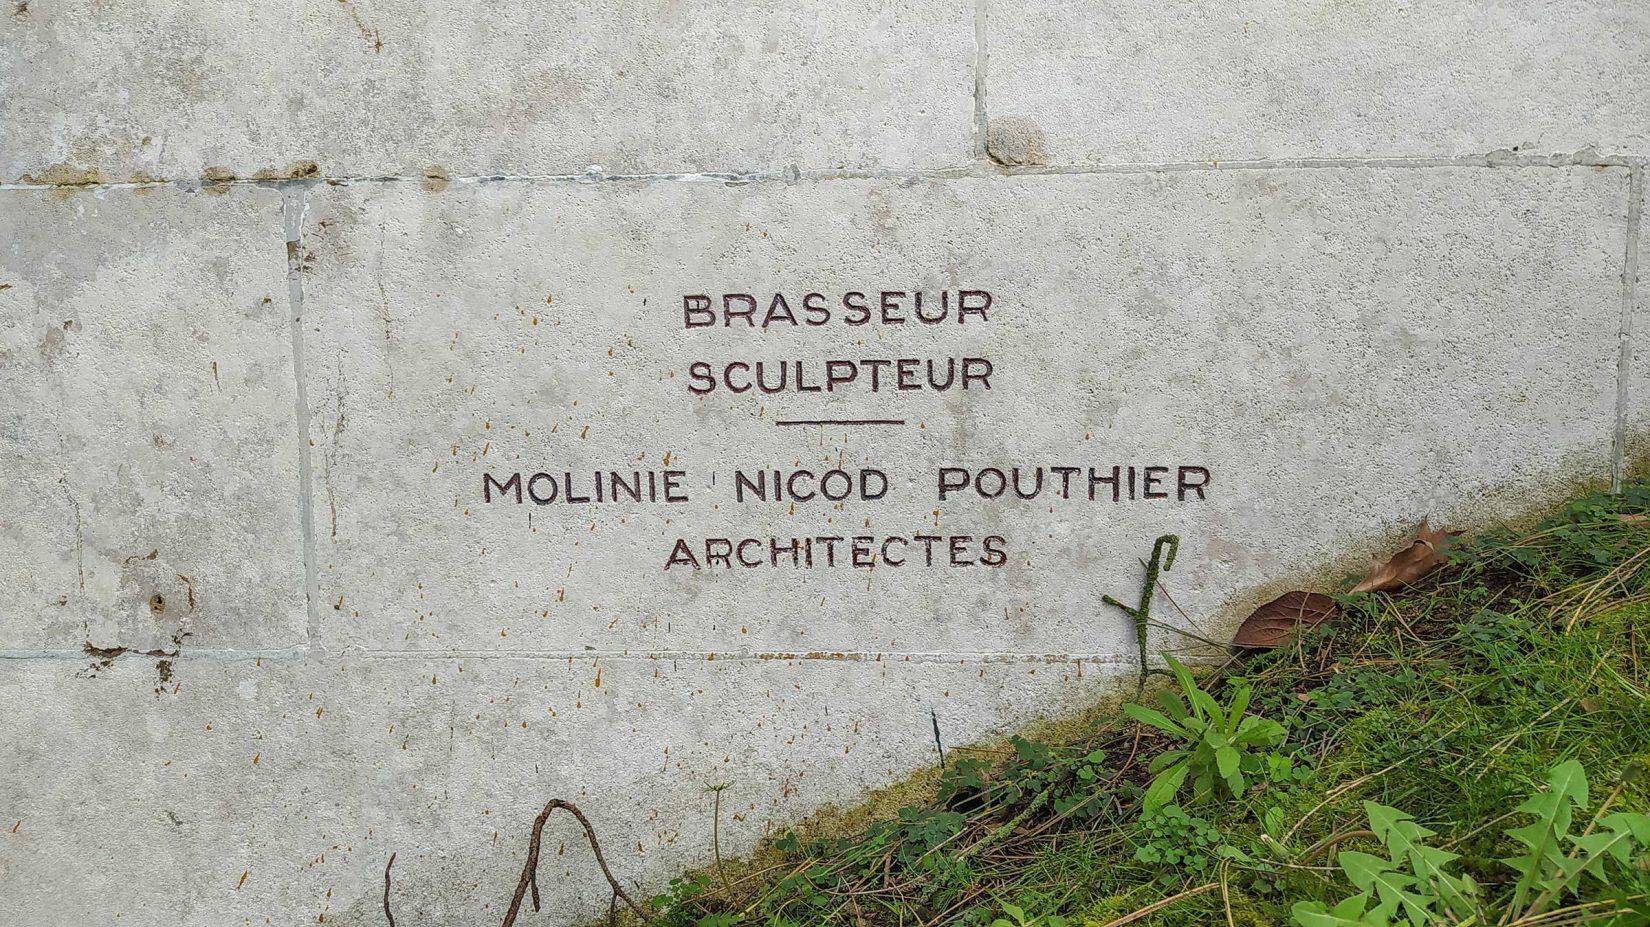 BRASSEUR
SCULPTEUR
MOLINIE NICOD POUTHIER
ARCHITECTES